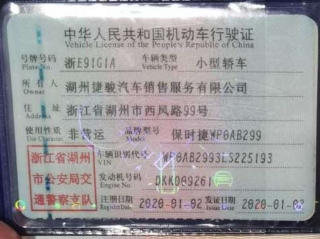 中华人民共和国机动车行驶证
Vehicle License of the People's Republic of China
号牌号码 浙E91G1A 车辆类型 小型轿车
Plate No. Vehicle Type
所有人 湖州捷骏汽车销售服务有限公司
Owner
住址 浙江省湖州市西凤路99号
Address
使用性质 非营运 品牌型号 保时捷WP0AB299
Use Character Model
浙江省湖州
市公安局交
通警察支队
车辆识别代号 WP0AB2993LS225193
VIN
发动机号码 DKK009261
Engine No.
注册日期 2020-01-02 发证日期 2020-01-02
Register Date Issue Date